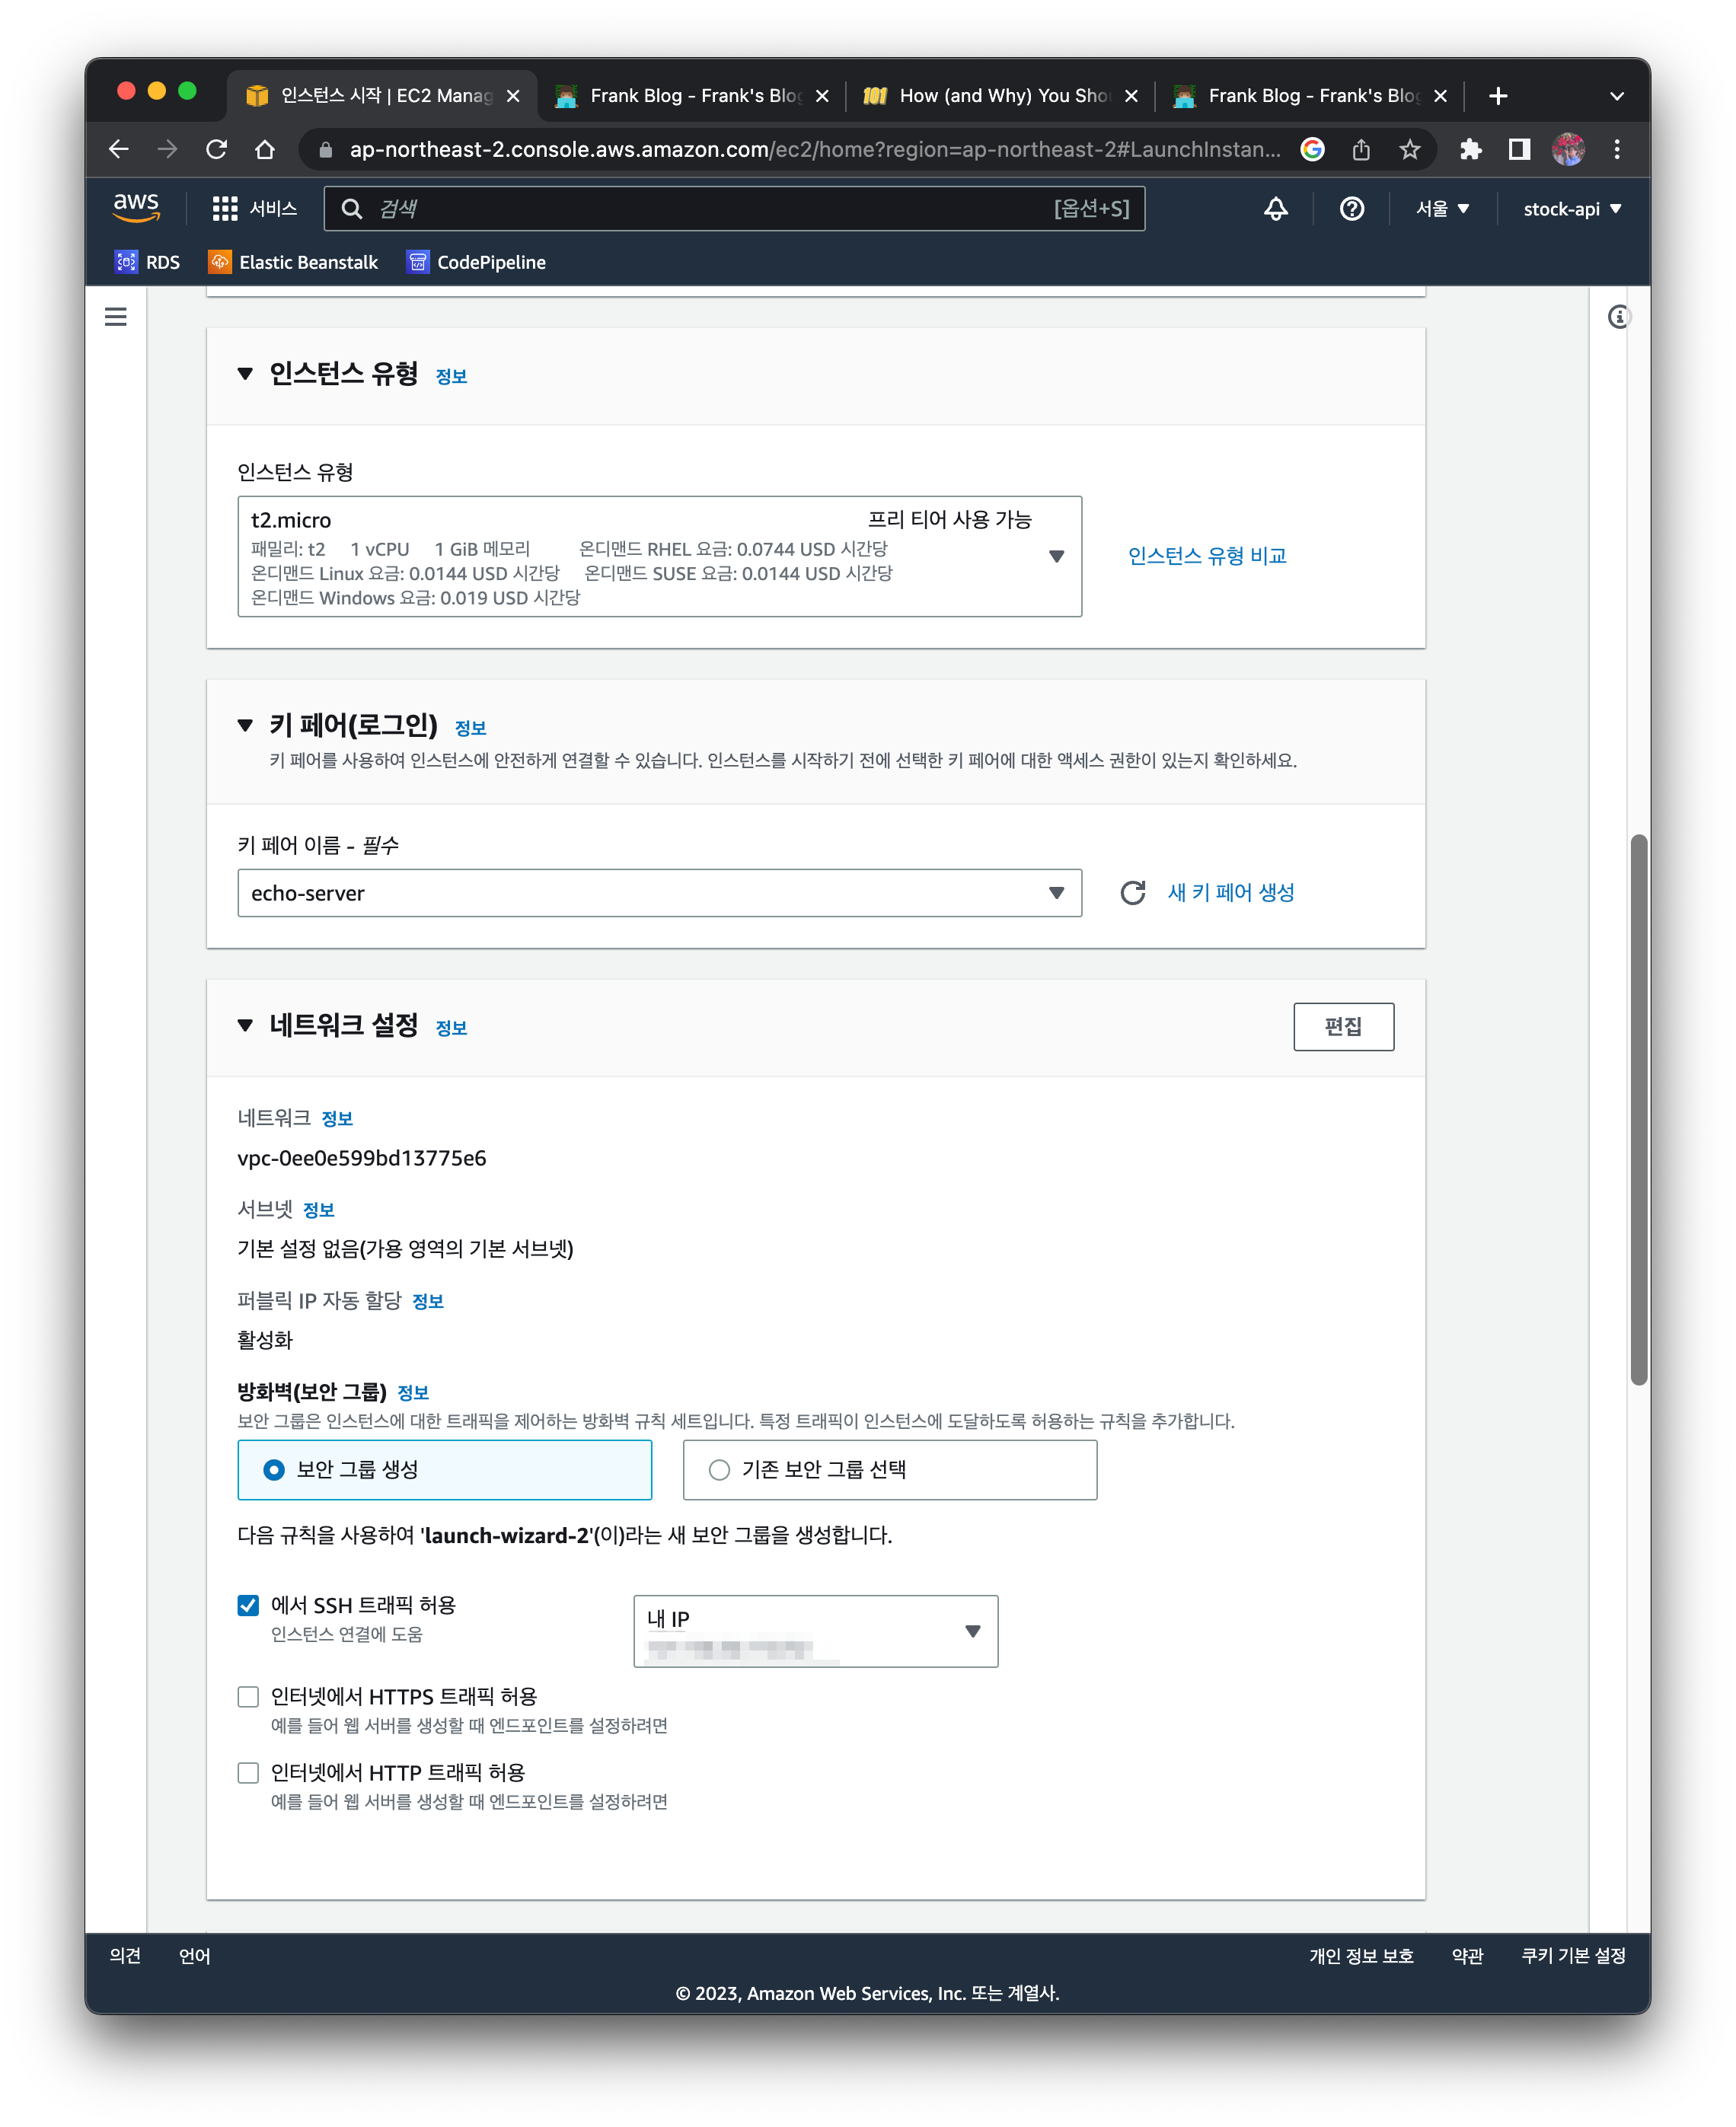 인스턴스 시작 | EC2 Manag
Frank Blog - Frank's Blog
How (and Why) You Shou
Frank Blog - Frank's Blog
ap-northeast-2.console.aws.amazon.com/ec2/home?region=ap-northeast-2#LaunchInstan...
aws
서비스
검색
[옵션+S]
서울
stock-api
RDS
Elastic Beanstalk
CodePipeline
인스턴스 유형 정보
인스턴스 유형
t2.micro 프리 티어 사용 가능
패밀리: t2 1 vCPU 1 GiB 메모리 온디맨드 RHEL 요금: 0.0744 USD 시간당
온디맨드 Linux 요금: 0.0144 USD 시간당 온디맨드 SUSE 요금: 0.0144 USD 시간당
온디맨드 Windows 요금: 0.019 USD 시간당
인스턴스 유형 비교
키 페어(로그인) 정보
키 페어를 사용하여 인스턴스에 안전하게 연결할 수 있습니다. 인스턴스를 시작하기 전에 선택한 키 페어에 대한 액세스 권한이 있는지 확인하세요.
키 페어 이름 - 필수
echo-server
새 키 페어 생성
네트워크 설정 정보
편집
네트워크 정보
vpc-0ee0e599bd13775e6
서브넷 정보
기본 설정 없음(가용 영역의 기본 서브넷)
퍼블릭 IP 자동 할당 정보
활성화
방화벽(보안 그룹) 정보
보안 그룹은 인스턴스에 대한 트래픽을 제어하는 방화벽 규칙 세트입니다. 특정 트래픽이 인스턴스에 도달하도록 허용하는 규칙을 추가합니다.
보안 그룹 생성
기존 보안 그룹 선택
다음 규칙을 사용하여 'launch-wizard-2'(이)라는 새 보안 그룹을 생성합니다.
에서 SSH 트래픽 허용
인스턴스 연결에 도움
내 IP
인터넷에서 HTTPS 트래픽 허용
예를 들어 웹 서버를 생성할 때 엔드포인트를 설정하려면
인터넷에서 HTTP 트래픽 허용
예를 들어 웹 서버를 생성할 때 엔드포인트를 설정하려면
의견
언어
개인 정보 보호
약관
쿠키 기본 설정
© 2023, Amazon Web Services, Inc. 또는 계열사.